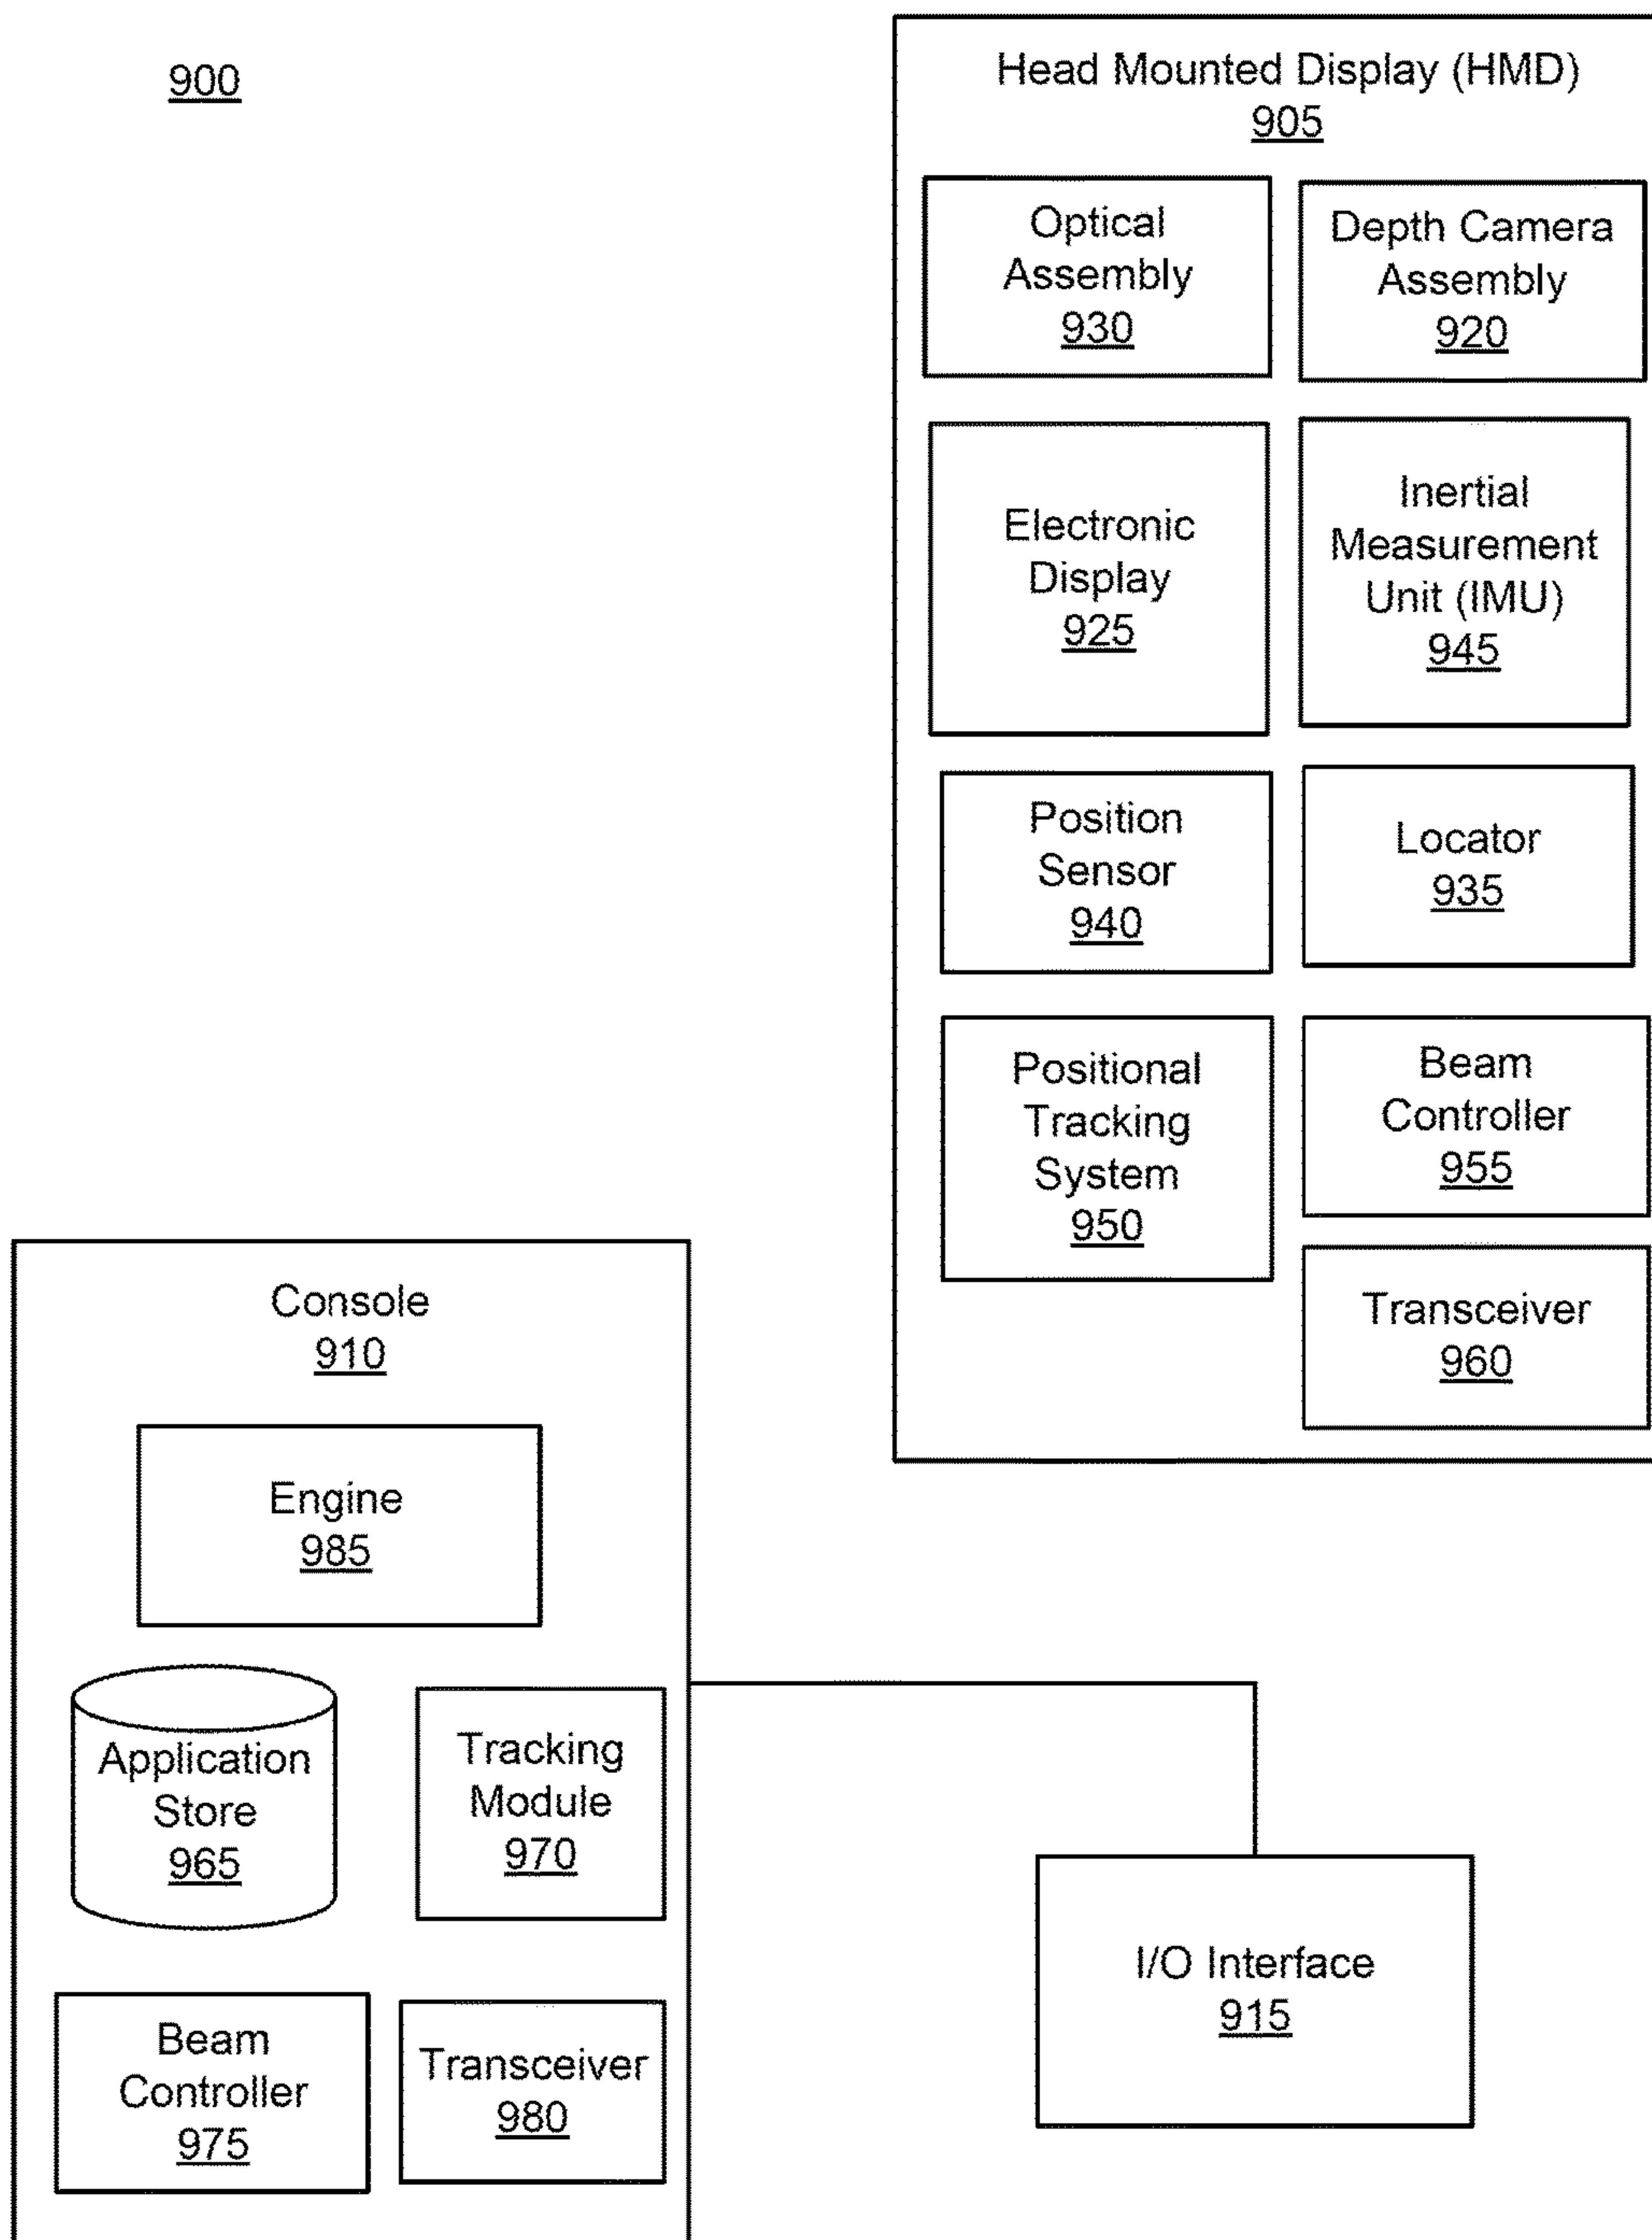 900
Head Mounted Display (HMD)
905
Optical
Assembly
930
Depth Camera
Assembly
920
Electronic
Display
925
Inertial
Measurement
Unit (IMU)
945
Position
Sensor
940
Locator
935
Positional
Tracking
System
950
Beam
Controller
955
Transceiver
960
Console
910
Engine
985
Application
Store
965
Tracking
Module
970
Beam
Controller
975
Transceiver
980
I/O Interface
915